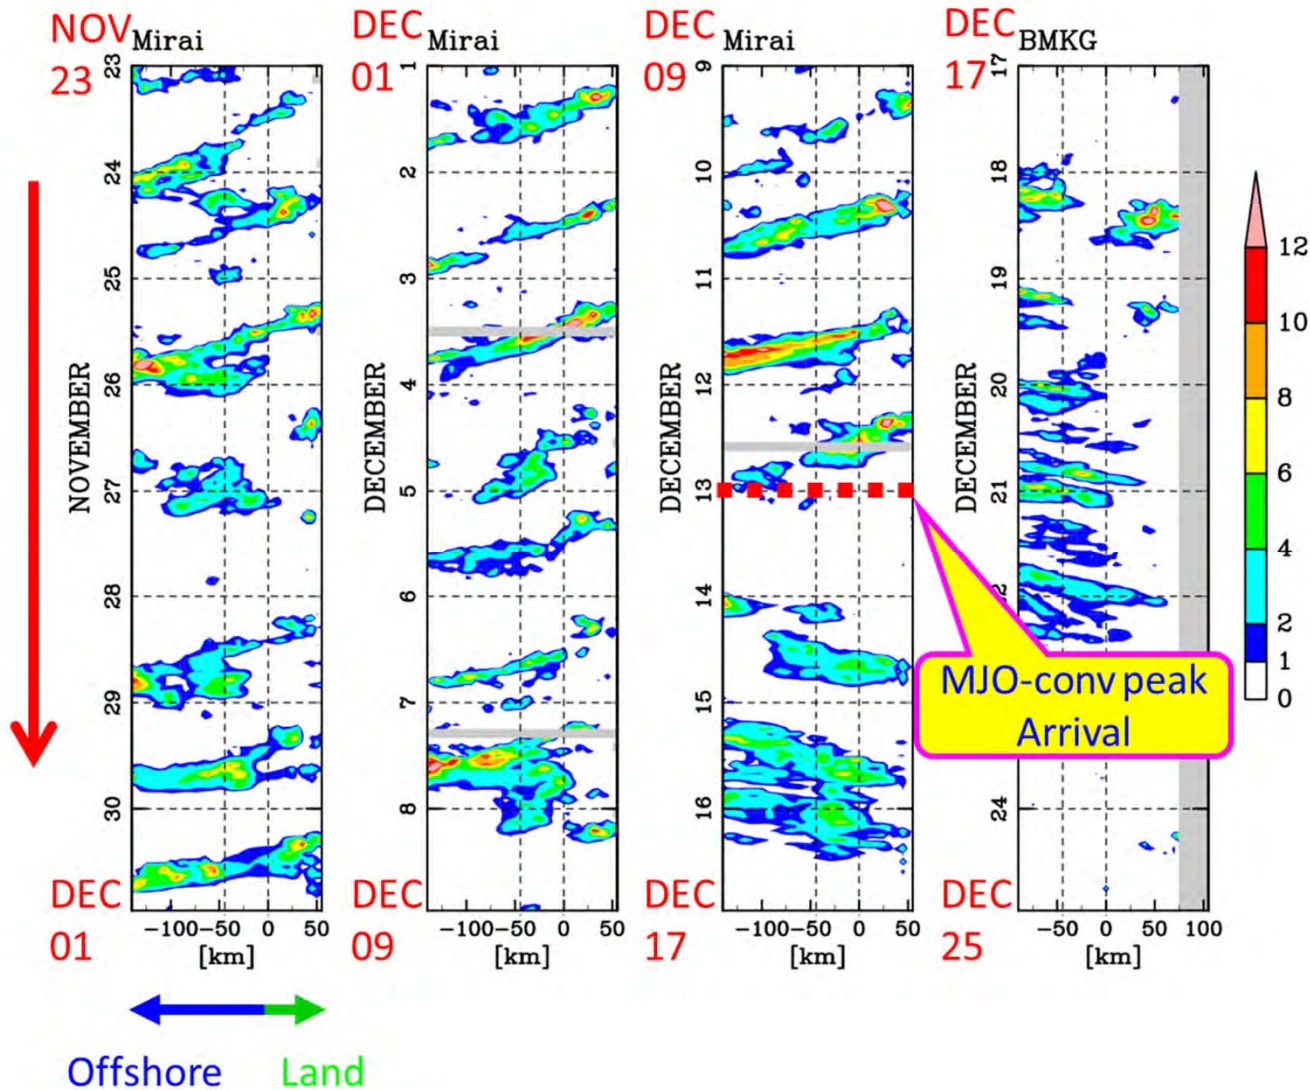 NOV Mirai
23
23
24
25
26
27
28
29
30
NOVEMBER
DEC
01
-100 -50 0 50
[km]
DEC Mirai
01
1
2
3
4
5
6
7
8
DECEMBER
DEC
09
-100 -50 0 50
[km]
DEC Mirai
09
9
10
11
12
13
14
15
16
DECEMBER
DEC
17
-100 -50 0 50
[km]
DEC BMKG
17
17
18
19
20
21
24
DECEMBER
DEC
25
-50 0 50 100
[km]
12
10
8
6
4
2
1
0
MJO-conv peak
Arrival
Offshore Land